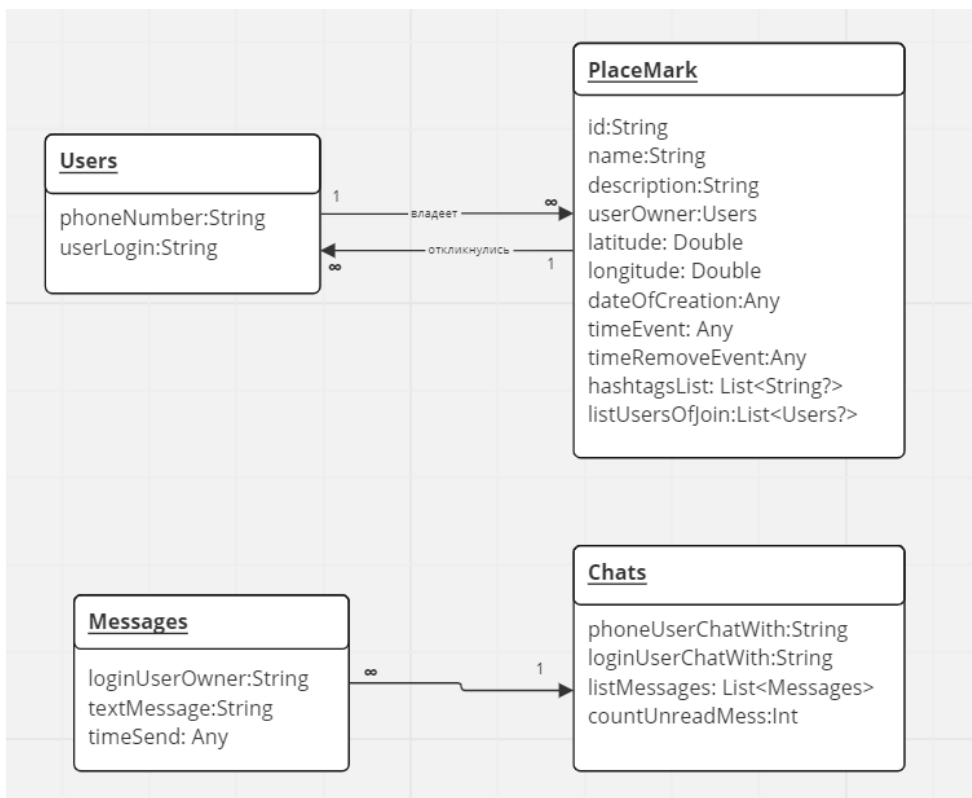 PlaceMark
id:String
name:String
description:String
userOwner:Users
latitude: Double
longitude: Double
dateOfCreation:Any
timeEvent: Any
timeRemoveEvent:Any
hashtagsList: List<String?>
listUsersOfJoin:List<Users?>
Users
phoneNumber:String
userLogin:String
1
владеет
∞
откликнулись
∞
1
Chats
phoneUserChatWith:String
loginUserChatWith:String
listMessages: List<Messages>
countUnreadMess:Int
Messages
loginUserOwner:String
textMessage:String
timeSend: Any
∞
1